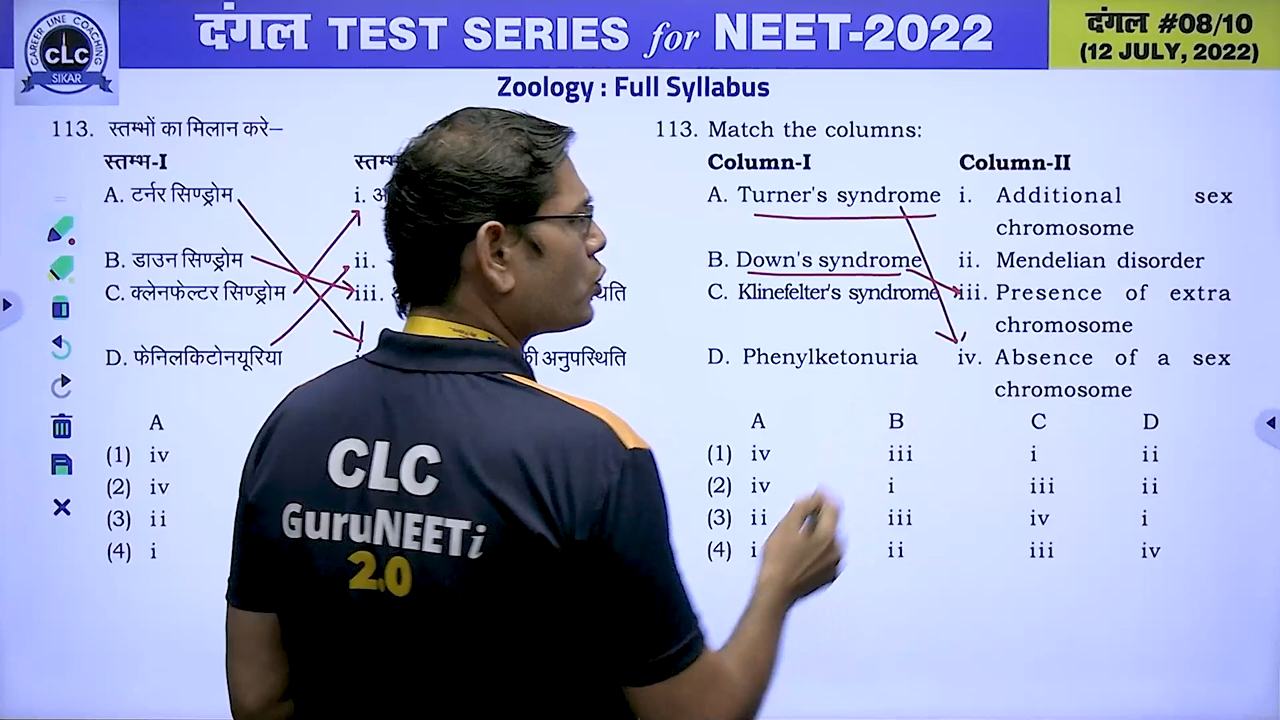 दंगल TEST SERIES for NEET-2022
दंगल #08/10
(12 JULY, 2022)
CAREER LINE COACHING
CLC
SIKAR
Zoology : Full Syllabus
113. स्तम्भों का मिलान करे–
स्तम्भ-I
A. टर्नर सिण्ड्रोम
i.
B. डाउन सिण्ड्रोम
ii.
C. क्लेनफेल्टर सिण्ड्रोम
iii.
D. फेनिलकिटोनयूरिया
की अनुपस्थिति
A
(1) iv
(2) iv
(3) ii
(4) i
113. Match the columns:
Column-I Column-II
A. Turner's syndrome i. Additional sex
chromosome
B. Down's syndrome ii. Mendelian disorder
C. Klinefelter's syndrome iii. Presence of extra
chromosome
D. Phenylketonuria iv. Absence of a sex
chromosome
A B C D
(1) iv iii i ii
(2) iv i iii ii
(3) ii iii iv i
(4) i ii iii iv
CLC
GuruNEETi
2.0